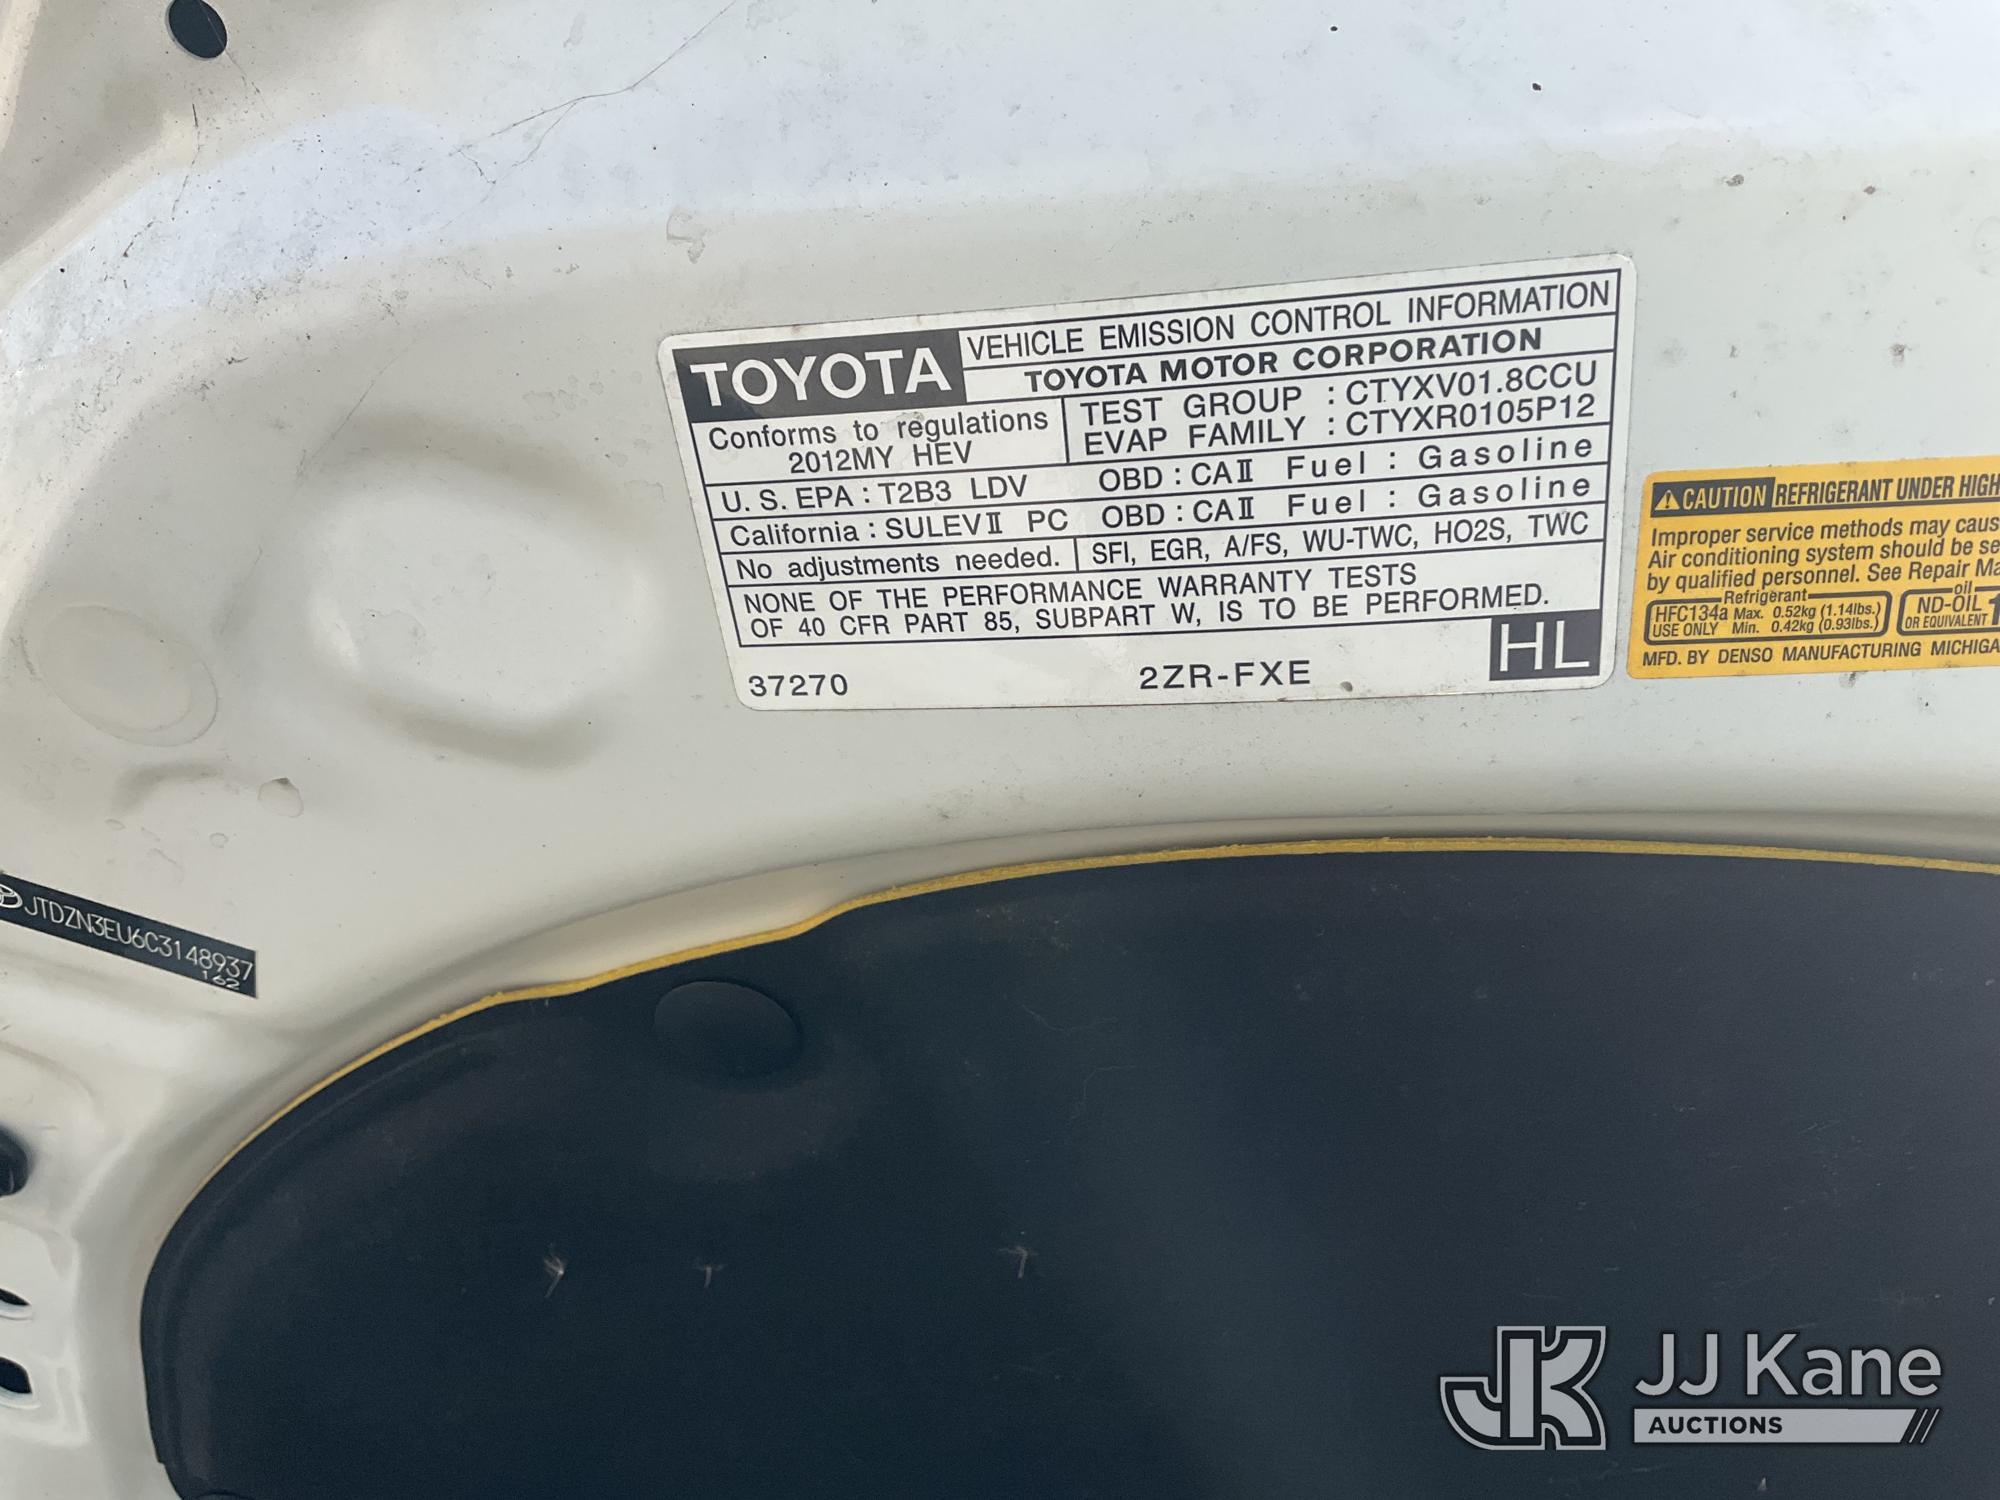 TOYOTA
VEHICLE EMISSION CONTROL INFORMATION
TOYOTA MOTOR CORPORATION
Conforms to regulations
2012MY HEV
TEST GROUP : CTYXV01.8CCU
EVAP FAMILY : CTYXR0105P12
U.S. EPA : T2B3 LDV OBD : CAⅡ Fuel : Gasoline
California : SULEVⅡ PC OBD : CAⅡ Fuel : Gasoline
No adjustments needed. SFI, EGR, A/FS, WU-TWC, HO2S, TWC
NONE OF THE PERFORMANCE WARRANTY TESTS
OF 40 CFR PART 85, SUBPART W, IS TO BE PERFORMED.
37270 2ZR-FXE HL
CAUTION REFRIGERANT UNDER HIGH
Improper service methods may caus
Air conditioning system should be se
by qualified personnel. See Repair Ma
Refrigerant
HFC134a Max. 0.52kg (1.14lbs.)
USE ONLY Min. 0.42kg (0.93lbs.)
oil
ND-OIL 1
OR EQUIVALENT
MFD. BY DENSO MANUFACTURING MICHIGA
JTDZN3EU6C3148937
162
JK JJ Kane
AUCTIONS